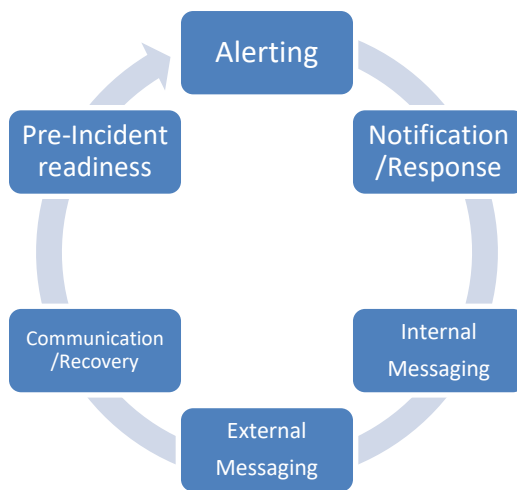 Alerting
Notification
/Response
Internal
Messaging
External
Messaging
Communication
/Recovery
Pre-Incident
readiness